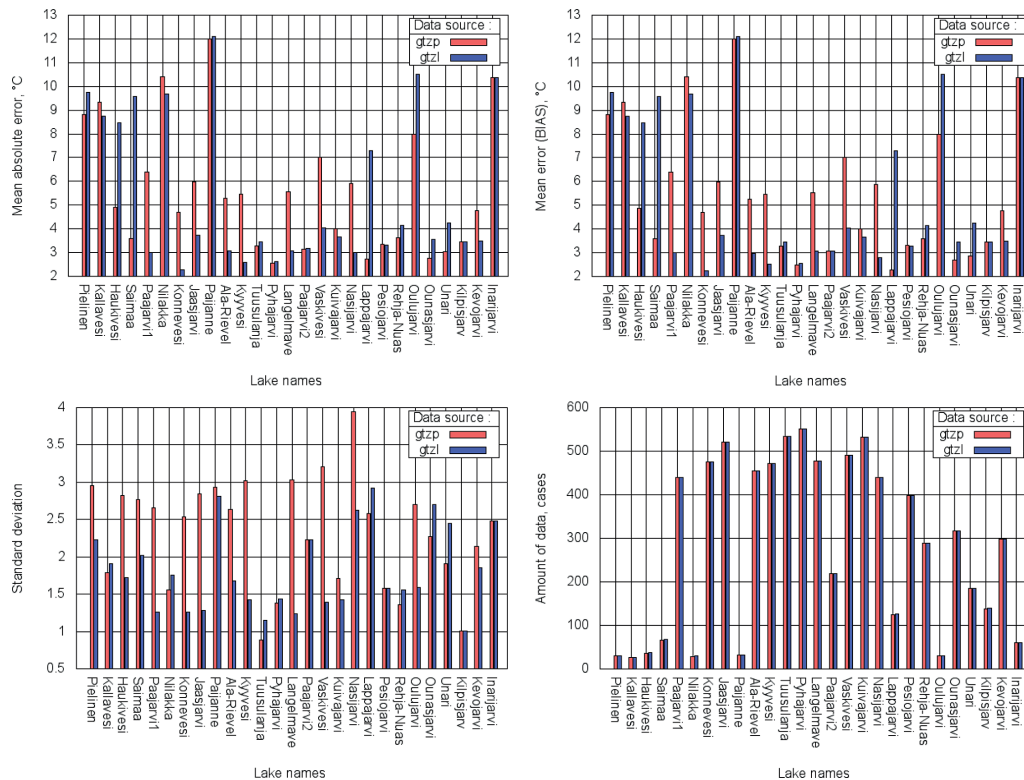 Mean absolute error, °C
13
12
11
10
9
8
7
6
5
4
3
2
Data source :
gtzp
gtzl
Pielinen
Kallavesi
Haukivesi
Saimaa
Paajarvi1
Nilakka
Konnevesi
Jaasjarvi
Paijanne
Ala-Rievel
Kyyvesi
Tuusulanja
Pyhajarvi
Langelmave
Paajarvi2
Vaskivesi
Kuivajarvi
Nasijarvi
Lappajarvi
Pesiojarvi
Rehja-Nuas
Oulujarvi
Ounasjarvi
Unari
Kilpisjarv
Kevojarvi
Inarijarvi
Lake names
Mean error (BIAS), °C
13
12
11
10
9
8
7
6
5
4
3
2
Data source :
gtzp
gtzl
Pielinen
Kallavesi
Haukivesi
Saimaa
Paajarvi1
Nilakka
Konnevesi
Jaasjarvi
Paijanne
Ala-Rievel
Kyyvesi
Tuusulanja
Pyhajarvi
Langelmave
Paajarvi2
Vaskivesi
Kuivajarvi
Nasijarvi
Lappajarvi
Pesiojarvi
Rehja-Nuas
Oulujarvi
Ounasjarvi
Unari
Kilpisjarv
Kevojarvi
Inarijarvi
Lake names
Standard deviation
4
3.5
3
2.5
2
1.5
1
0.5
Data source :
gtzp
gtzl
Pielinen
Kallavesi
Haukivesi
Saimaa
Paajarvi1
Nilakka
Konnevesi
Jaasjarvi
Paijanne
Ala-Rievel
Kyyvesi
Tuusulanja
Pyhajarvi
Langelmave
Paajarvi2
Vaskivesi
Kuivajarvi
Nasijarvi
Lappajarvi
Pesiojarvi
Rehja-Nuas
Oulujarvi
Ounasjarvi
Unari
Kilpisjarv
Kevojarvi
Inarijarvi
Lake names
Amount of data, cases
600
500
400
300
200
100
0
Data source :
gtzp
gtzl
Pielinen
Kallavesi
Haukivesi
Saimaa
Paajarvi1
Nilakka
Konnevesi
Jaasjarvi
Paijanne
Ala-Rievel
Kyyvesi
Tuusulanja
Pyhajarvi
Langelmave
Paajarvi2
Vaskivesi
Kuivajarvi
Nasijarvi
Lappajarvi
Pesiojarvi
Rehja-Nuas
Oulujarvi
Ounasjarvi
Unari
Kilpisjarv
Kevojarvi
Inarijarvi
Lake names